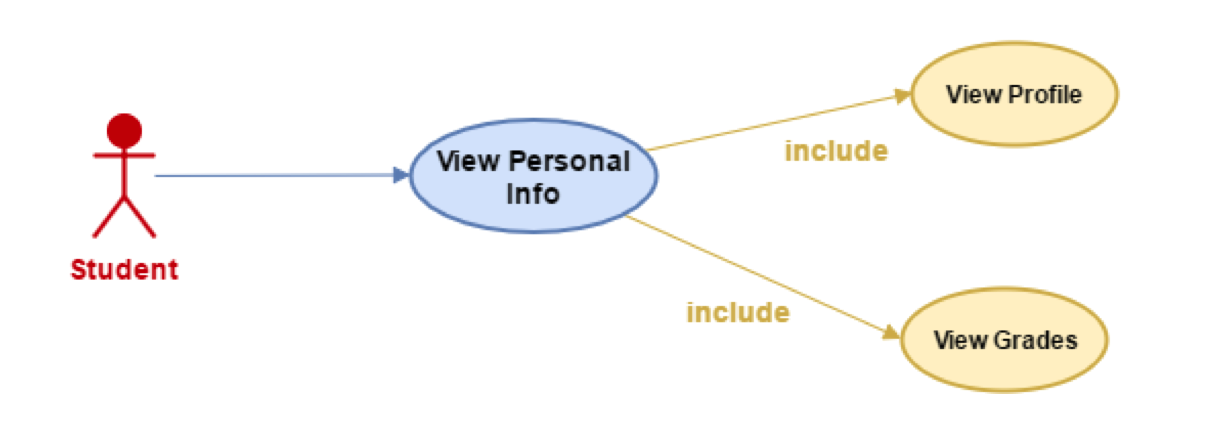 View Profile
include
View Personal
Info
Student
include
View Grades